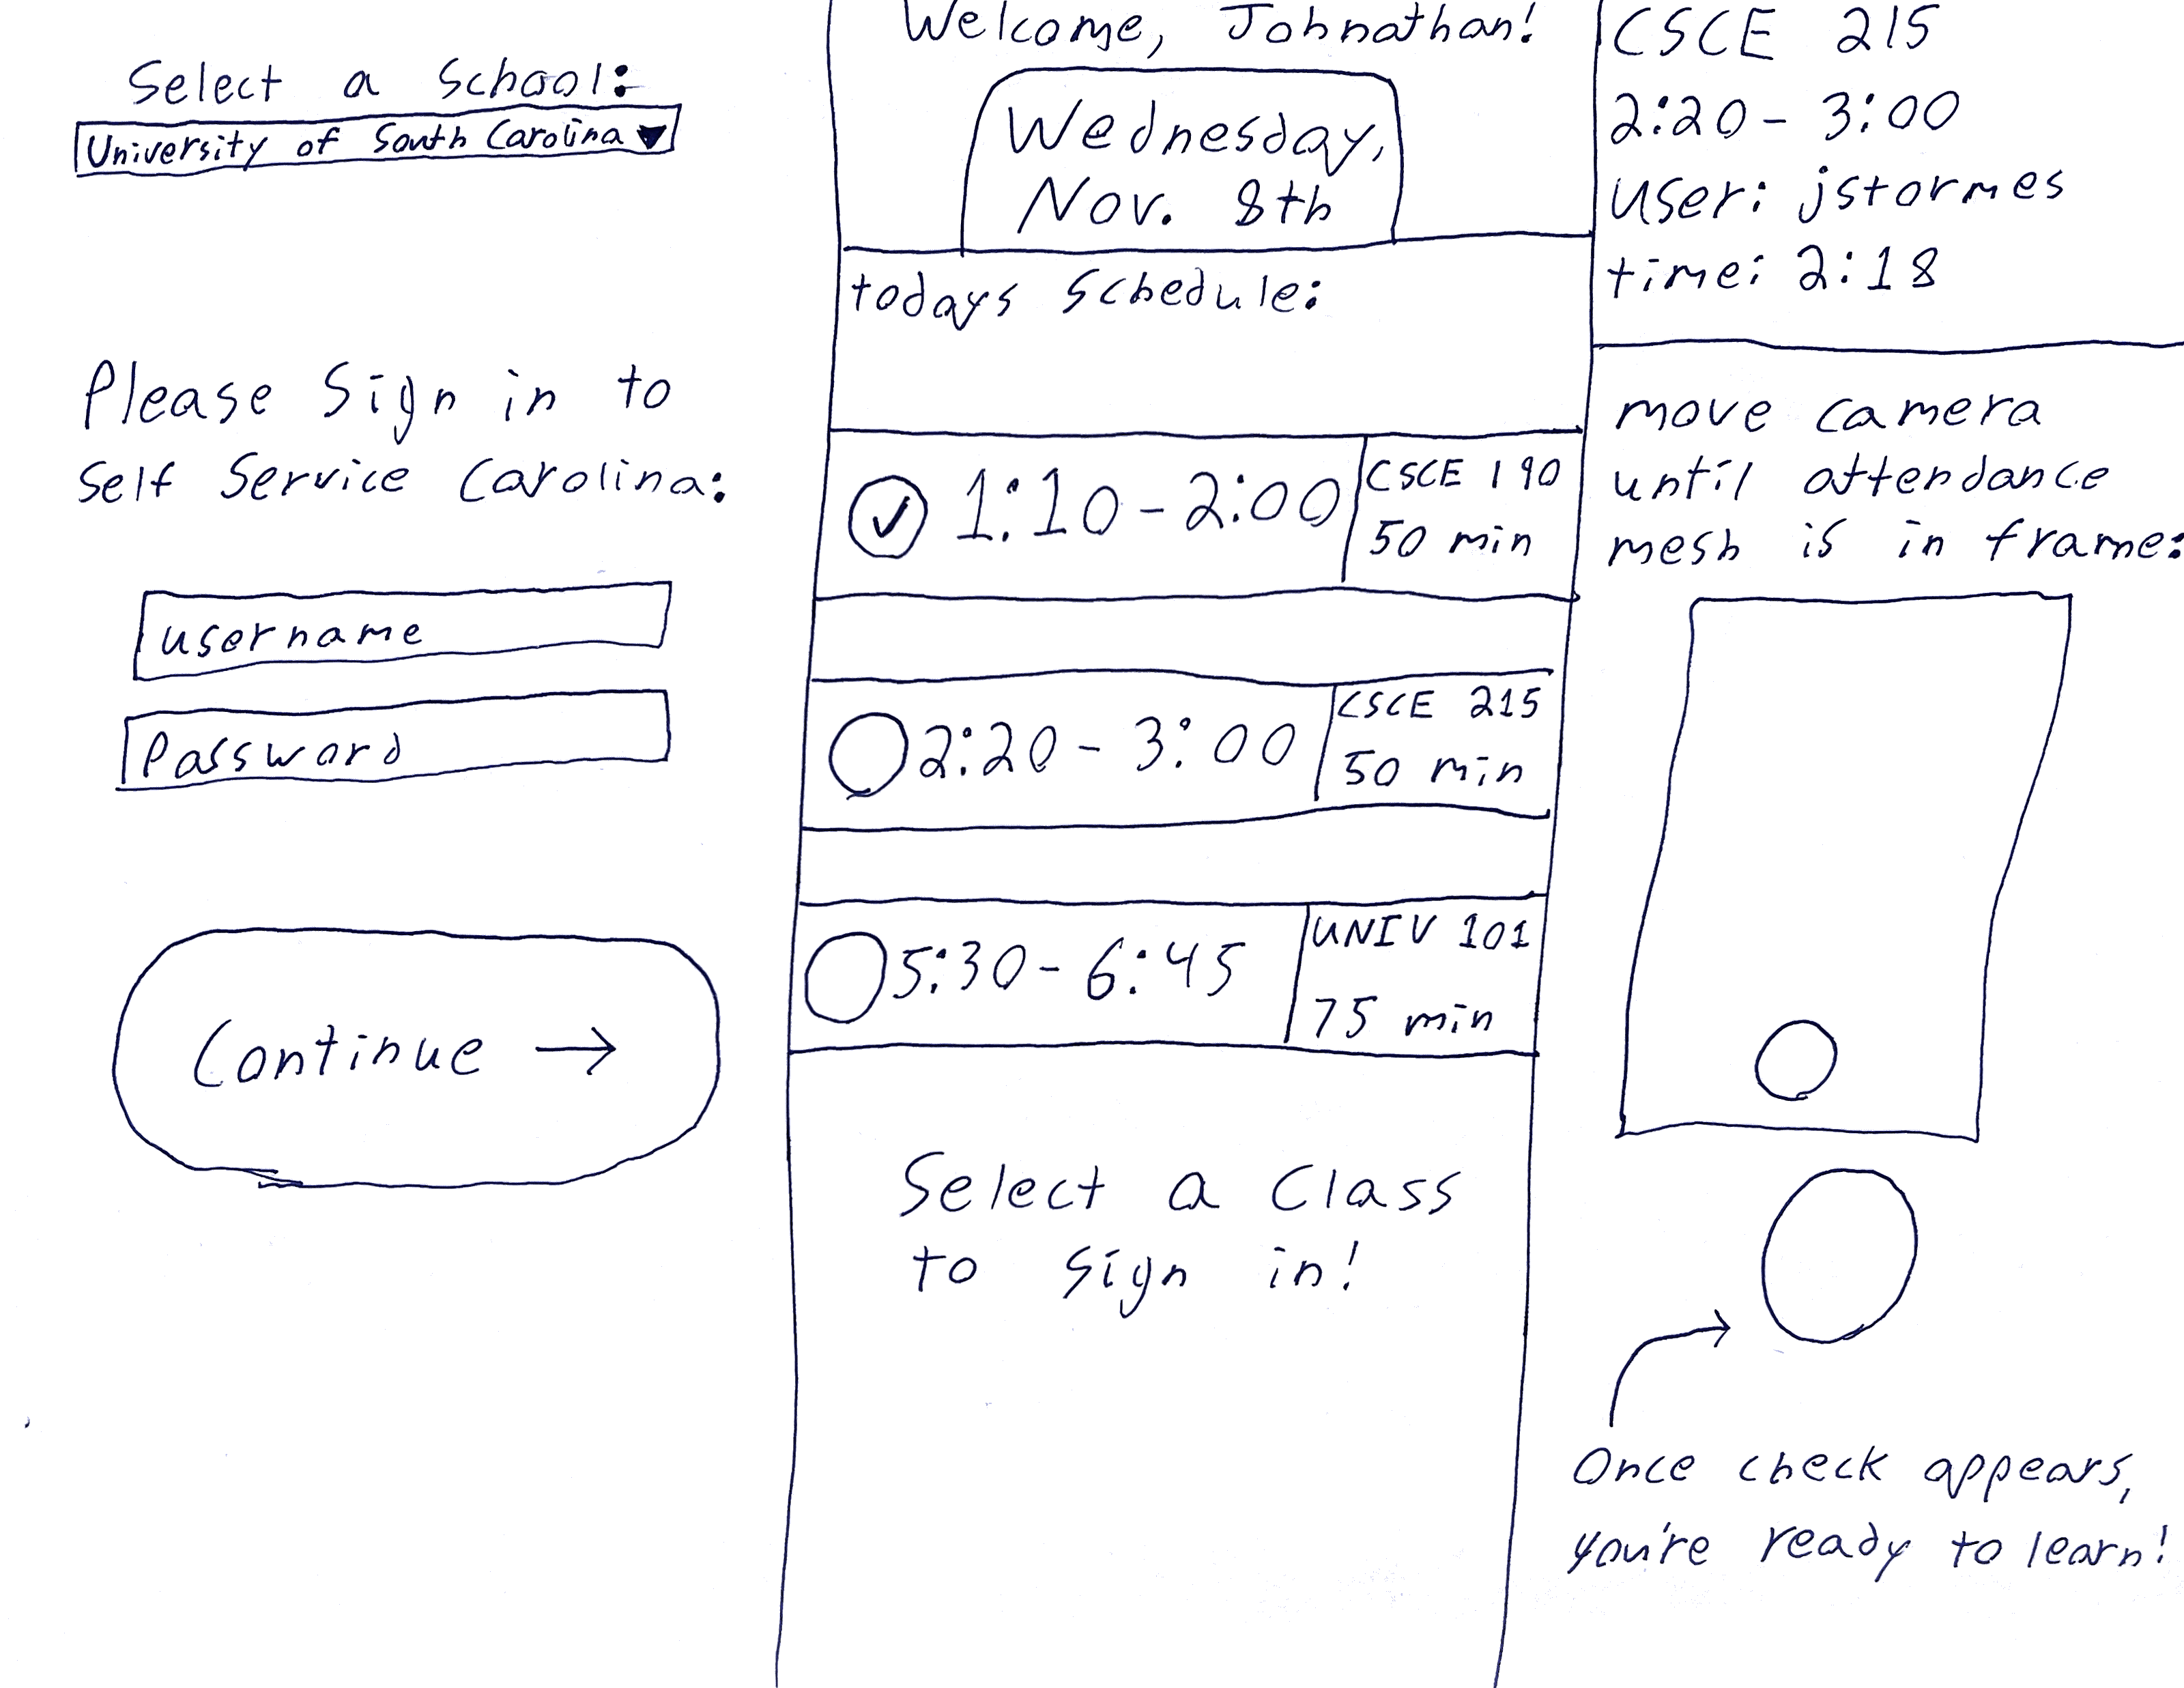 Select a School:
University of South Carolina
Please Sign in to
Self Service Carolina:
username
Password
Continue →
Welcome, Johnathan!
Wednesday,
Nov. 8th
todays Schedule:
1:10-2:00
CSCE 190
50 min
2:20-3:00
CSCE 215
50 min
5:30-6:45
UNIV 101
75 min
Select a Class
to sign in!
CSCE 215
2:20-3:00
user: jstormes
time: 2:18
move camera
until attendance
mesh is in frame:
Once check appears,
you're ready to learn!